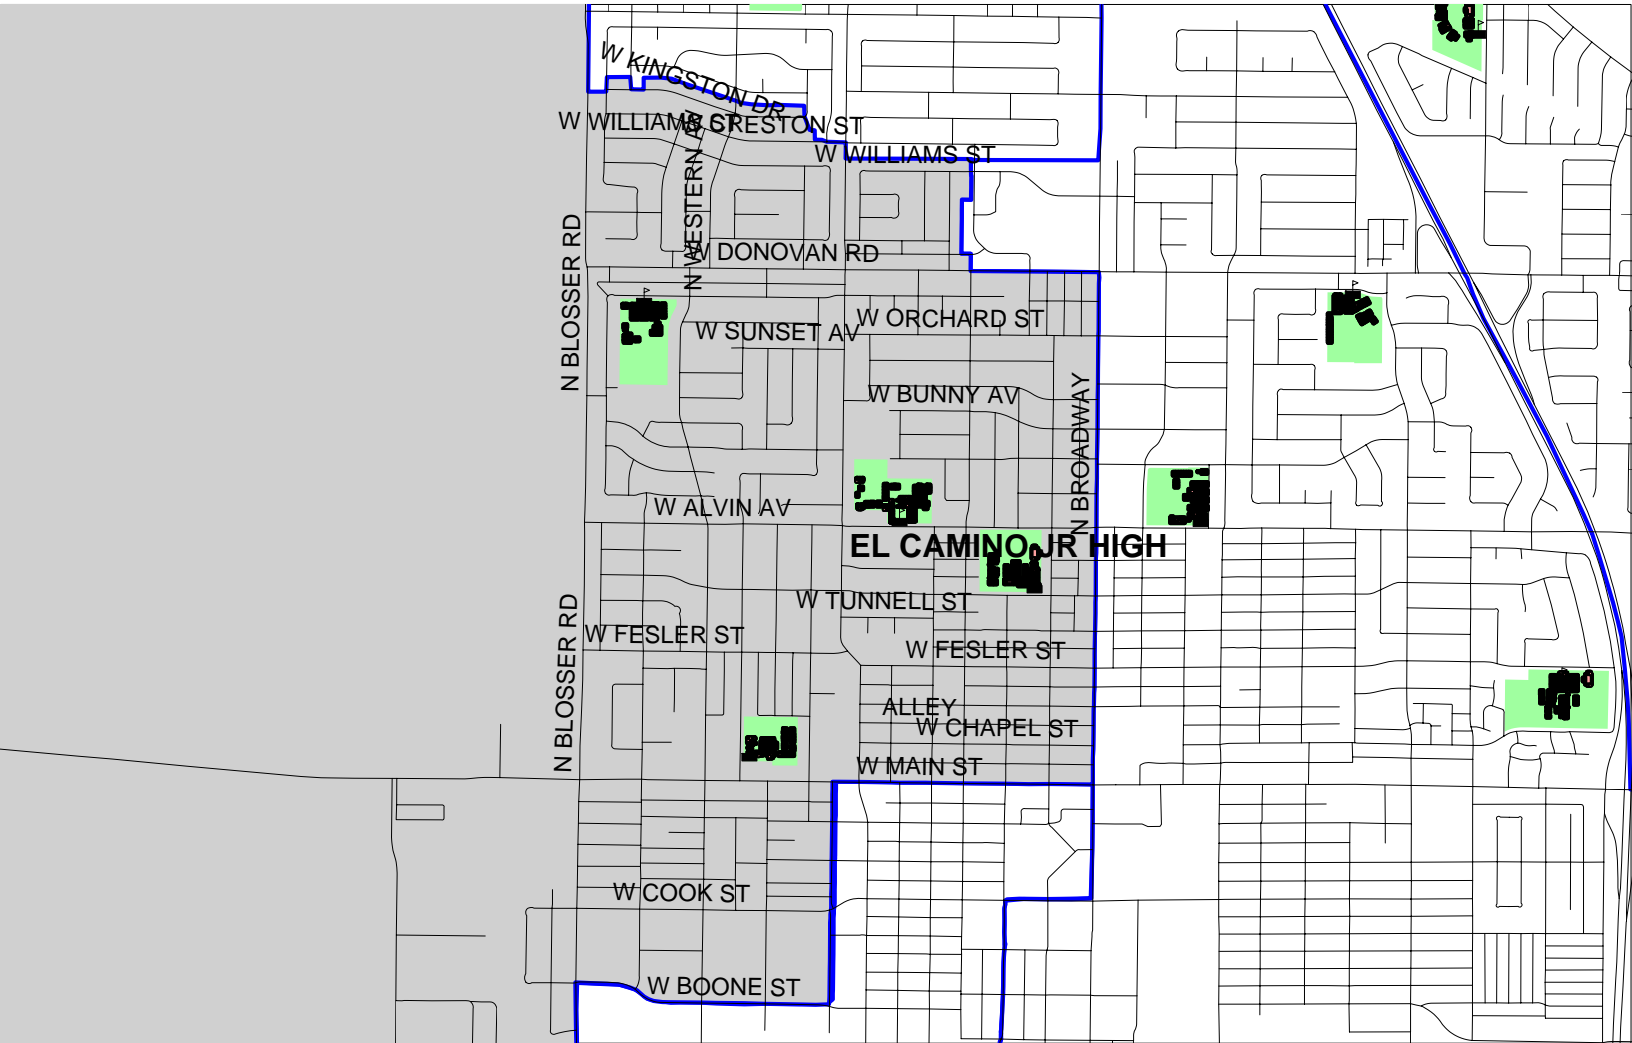 W KINGSTON DR
W WILLIAMS ST
W CRESTON ST
W WILLIAMS ST
N WESTERN AV
N BLOSSER RD
W DONOVAN RD
W ORCHARD ST
W SUNSET AV
W BUNNY AV
N BROADWAY
W ALVIN AV
EL CAMINO JR HIGH
W TUNNELL ST
N BLOSSER RD
W FESLER ST
W FESLER ST
ALLEY
W CHAPEL ST
W MAIN ST
W COOK ST
W BOONE ST